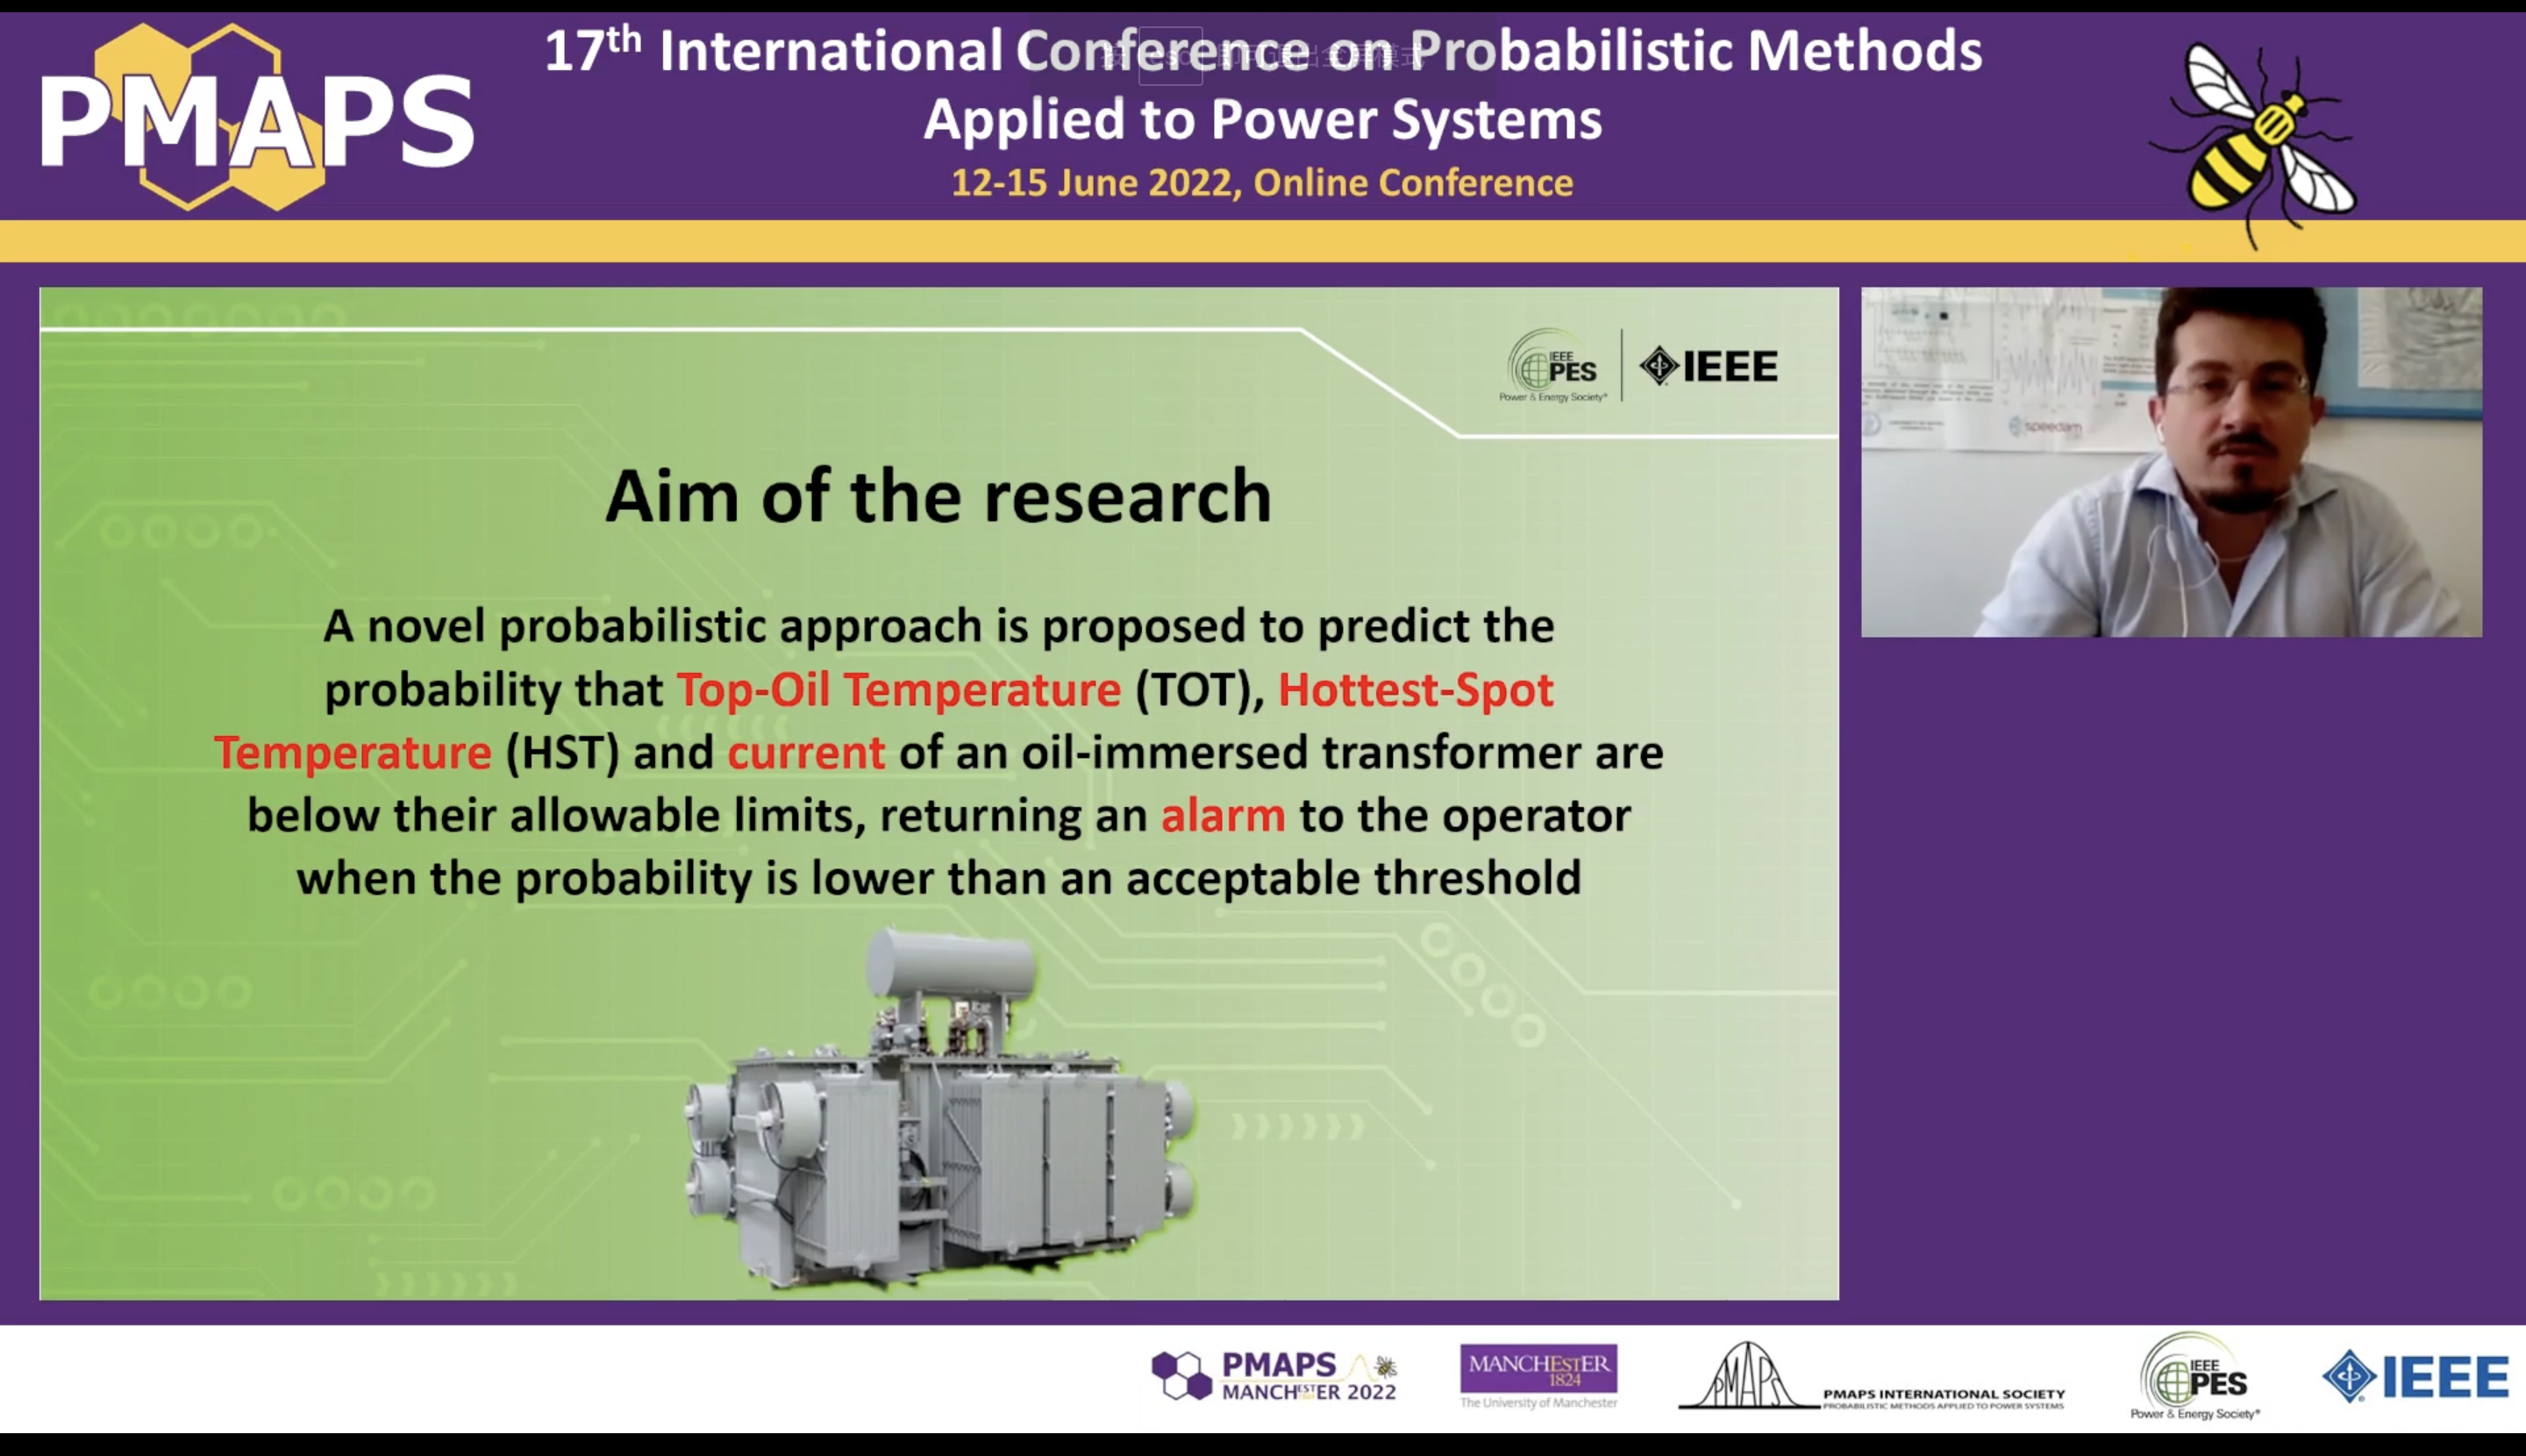 PMAPS
17th International Conference on Probabilistic Methods
Applied to Power Systems
12-15 June 2022, Online Conference
IEEE
PES
Power & Energy Society®
IEEE
Aim of the research
A novel probabilistic approach is proposed to predict the
probability that Top-Oil Temperature (TOT), Hottest-Spot
Temperature (HST) and current of an oil-immersed transformer are
below their allowable limits, returning an alarm to the operator
when the probability is lower than an acceptable threshold
speedam
PMAPS
MANCHESTER 2022
MANCHESTER
1824
The University of Manchester
PMAPS
PMAPS INTERNATIONAL SOCIETY
PROBABILISTIC METHODS APPLIED TO POWER SYSTEMS
IEEE
PES
Power & Energy Society®
IEEE